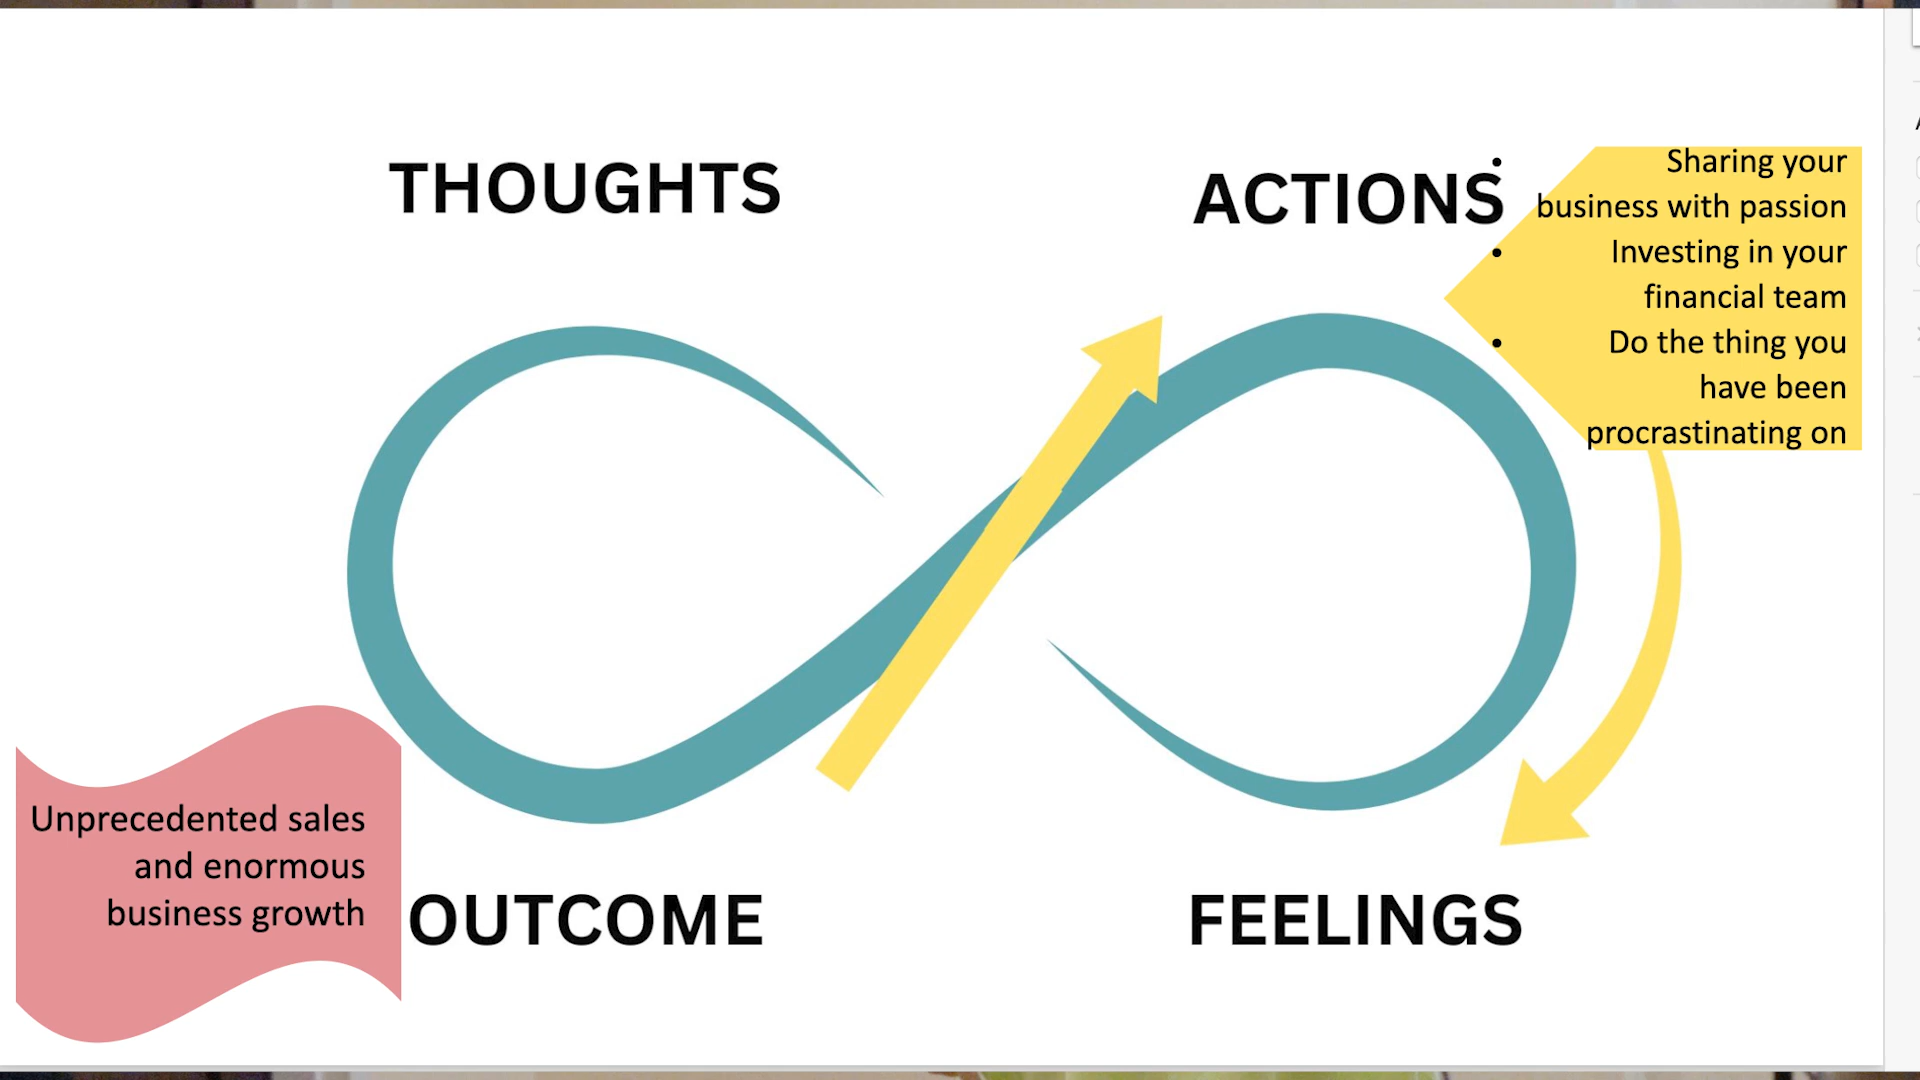 THOUGHTS
ACTIONS
• Sharing your
business with passion
• Investing in your
financial team
• Do the thing you
have been
procrastinating on
Unprecedented sales
and enormous
business growth
OUTCOME
FEELINGS